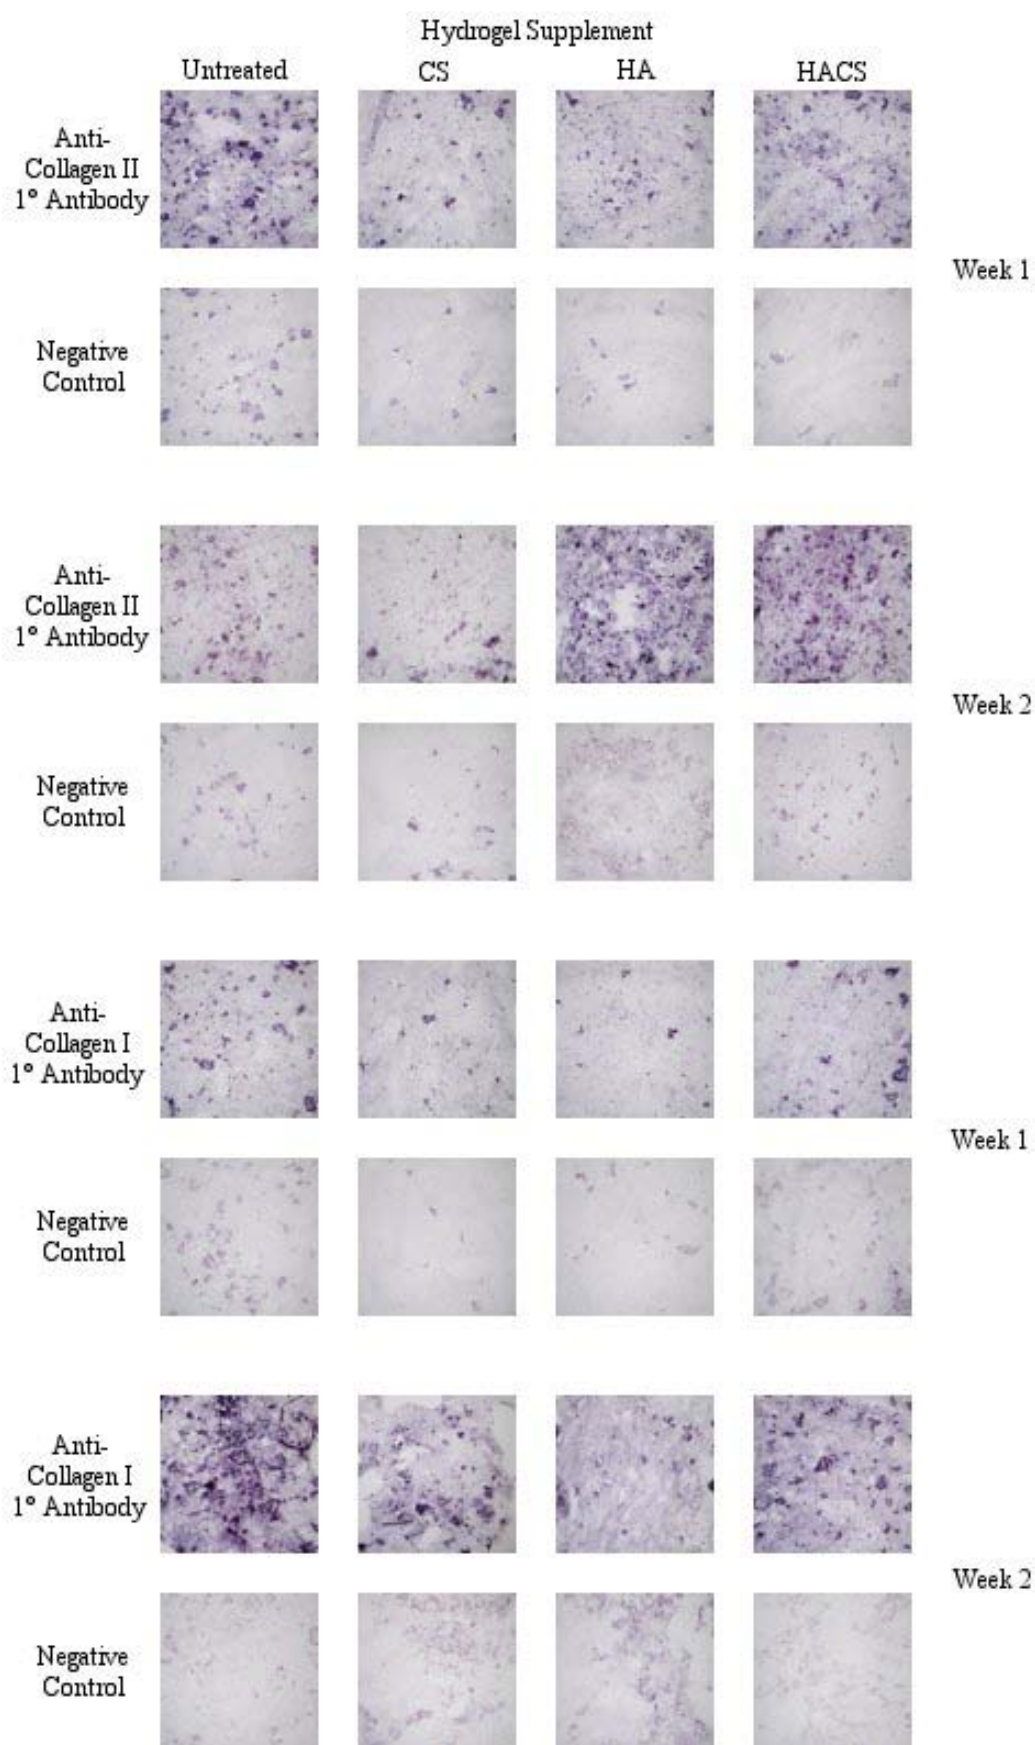 Hydrogel Supplement
Untreated CS HA HACS
Anti-
Collagen II
1° Antibody
Week 1
Negative
Control
Anti-
Collagen II
1° Antibody
Week 2
Negative
Control
Anti-
Collagen I
1° Antibody
Week 1
Negative
Control
Anti-
Collagen I
1° Antibody
Week 2
Negative
Control